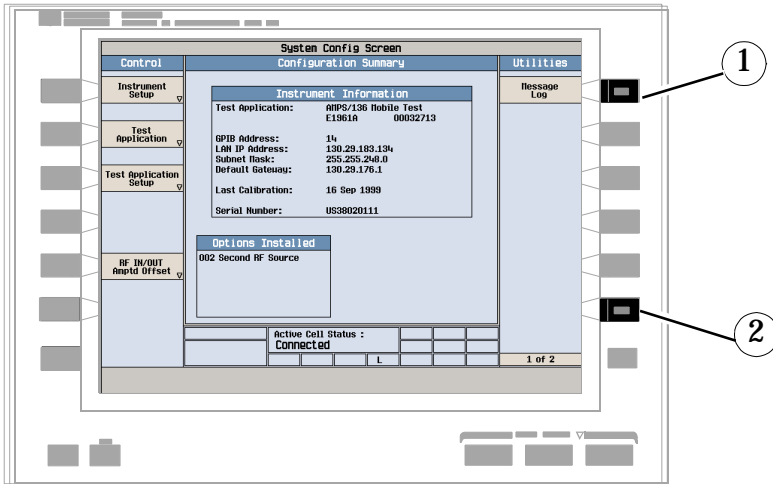 System Config Screen
Control
Configuration Summary
Utilities
Instrument
Setup
Message
Log
1
Instrument Information
Test Application: AMPS/136 Mobile Test
E1961A 00032713
Test
Application
GPIB Address: 14
LAN IP Address: 130.29.183.134
Subnet Mask: 255.255.248.0
Default Gateway: 130.29.176.1
Test Application
Setup
Last Calibration: 16 Sep 1999
Serial Number: US38020111
Options Installed
002 Second RF Source
RF IN/OUT
Amptd Offset
2
Active Cell Status :
Connected
L
1 of 2